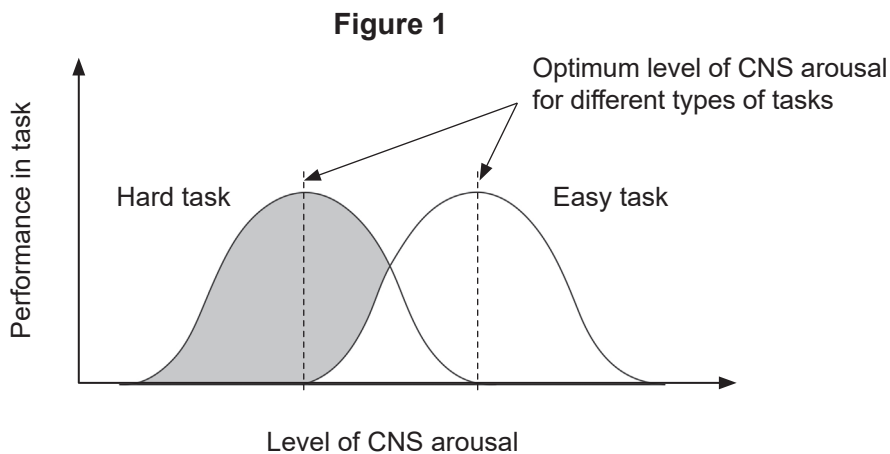 Figure 1
Optimum level of CNS arousal
for different types of tasks
Hard task
Easy task
Performance in task
Level of CNS arousal